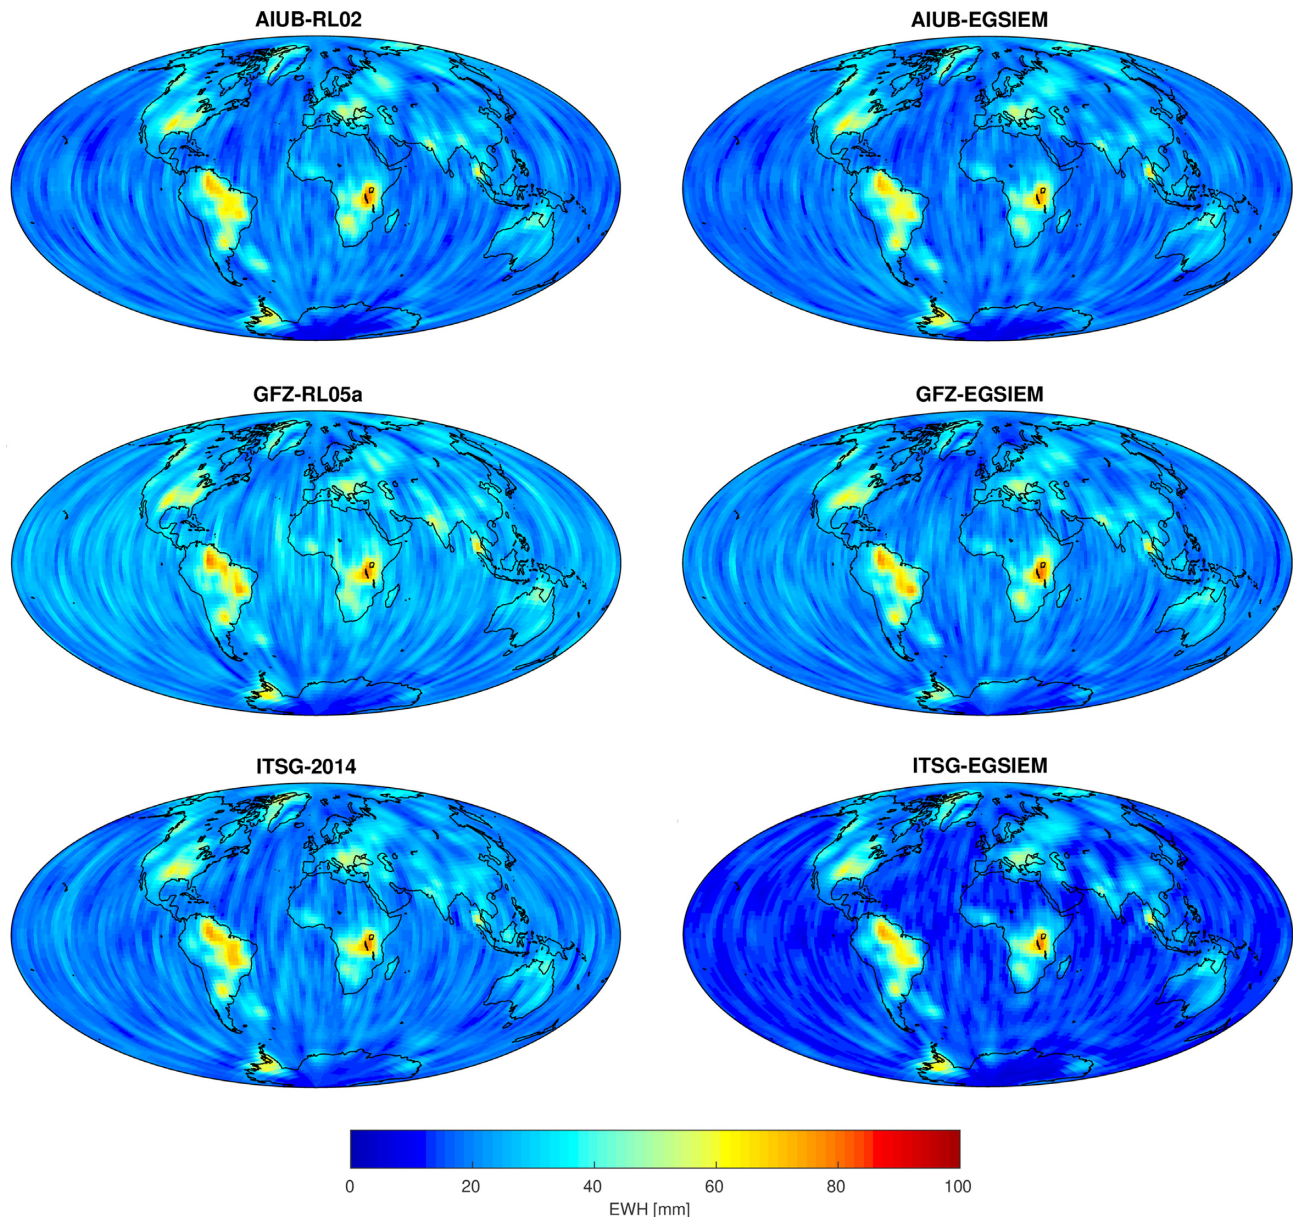 AIUB-RL02
AIUB-EGSIEM
GFZ-RL05a
GFZ-EGSIEM
ITSG-2014
ITSG-EGSIEM
0 20 40 60 80 100
EWH [mm]